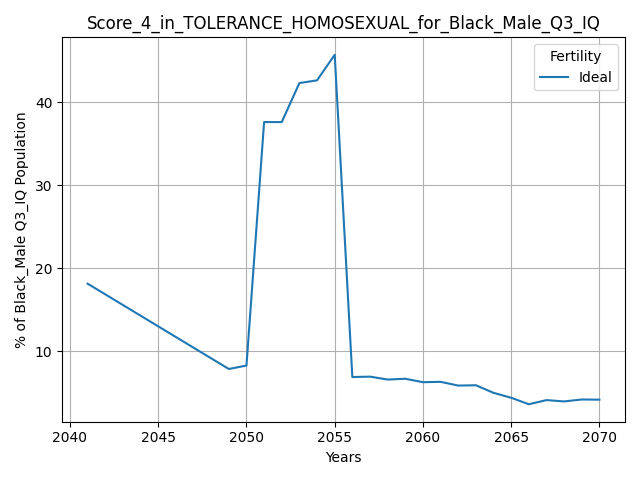 Score_4_in_TOLERANCE_HOMOSEXUAL_for_Black_Male_Q3_IQ
Fertility
Ideal
% of Black_Male Q3_IQ Population
40
30
20
10
2040 2045 2050 2055 2060 2065 2070
Years